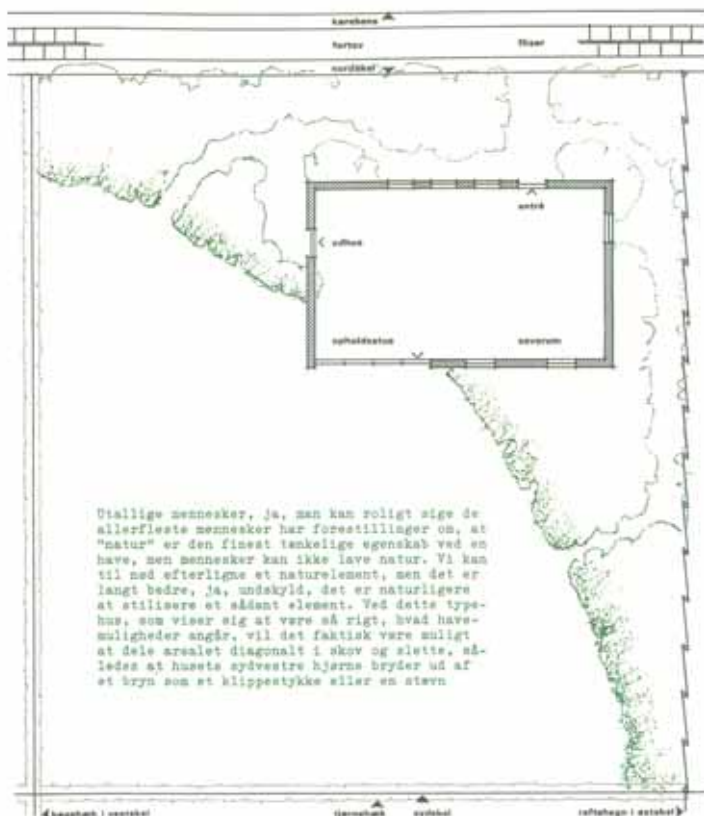 kørebane
fortov fliser
nordskel
entré
udhus
opholdsstue soverum
Utallige mennesker, ja, man kan roligt sige de
allerfleste mennesker har forestillinger om, at
"natur" er den finest tænkelige egenskab ved en
have, men mennesker kan ikke lave natur. Vi kan
til nød efterligne et naturelement, men det er
langt bedre, ja, undskyld, det er naturligere
at stilisere et sådant element. Ved dette type-
hus, som viser sig at være så rigt, hvad have-
muligheder angår, vil det faktisk være muligt
at dele arealet diagonalt i skov og slette, så-
ledes at husets sydvestre hjørne bryder ud af
et bryn som et klippestykke eller en stævn
bøgehæk i vestskel tjørnehæk sydskel raftehegn i østskel